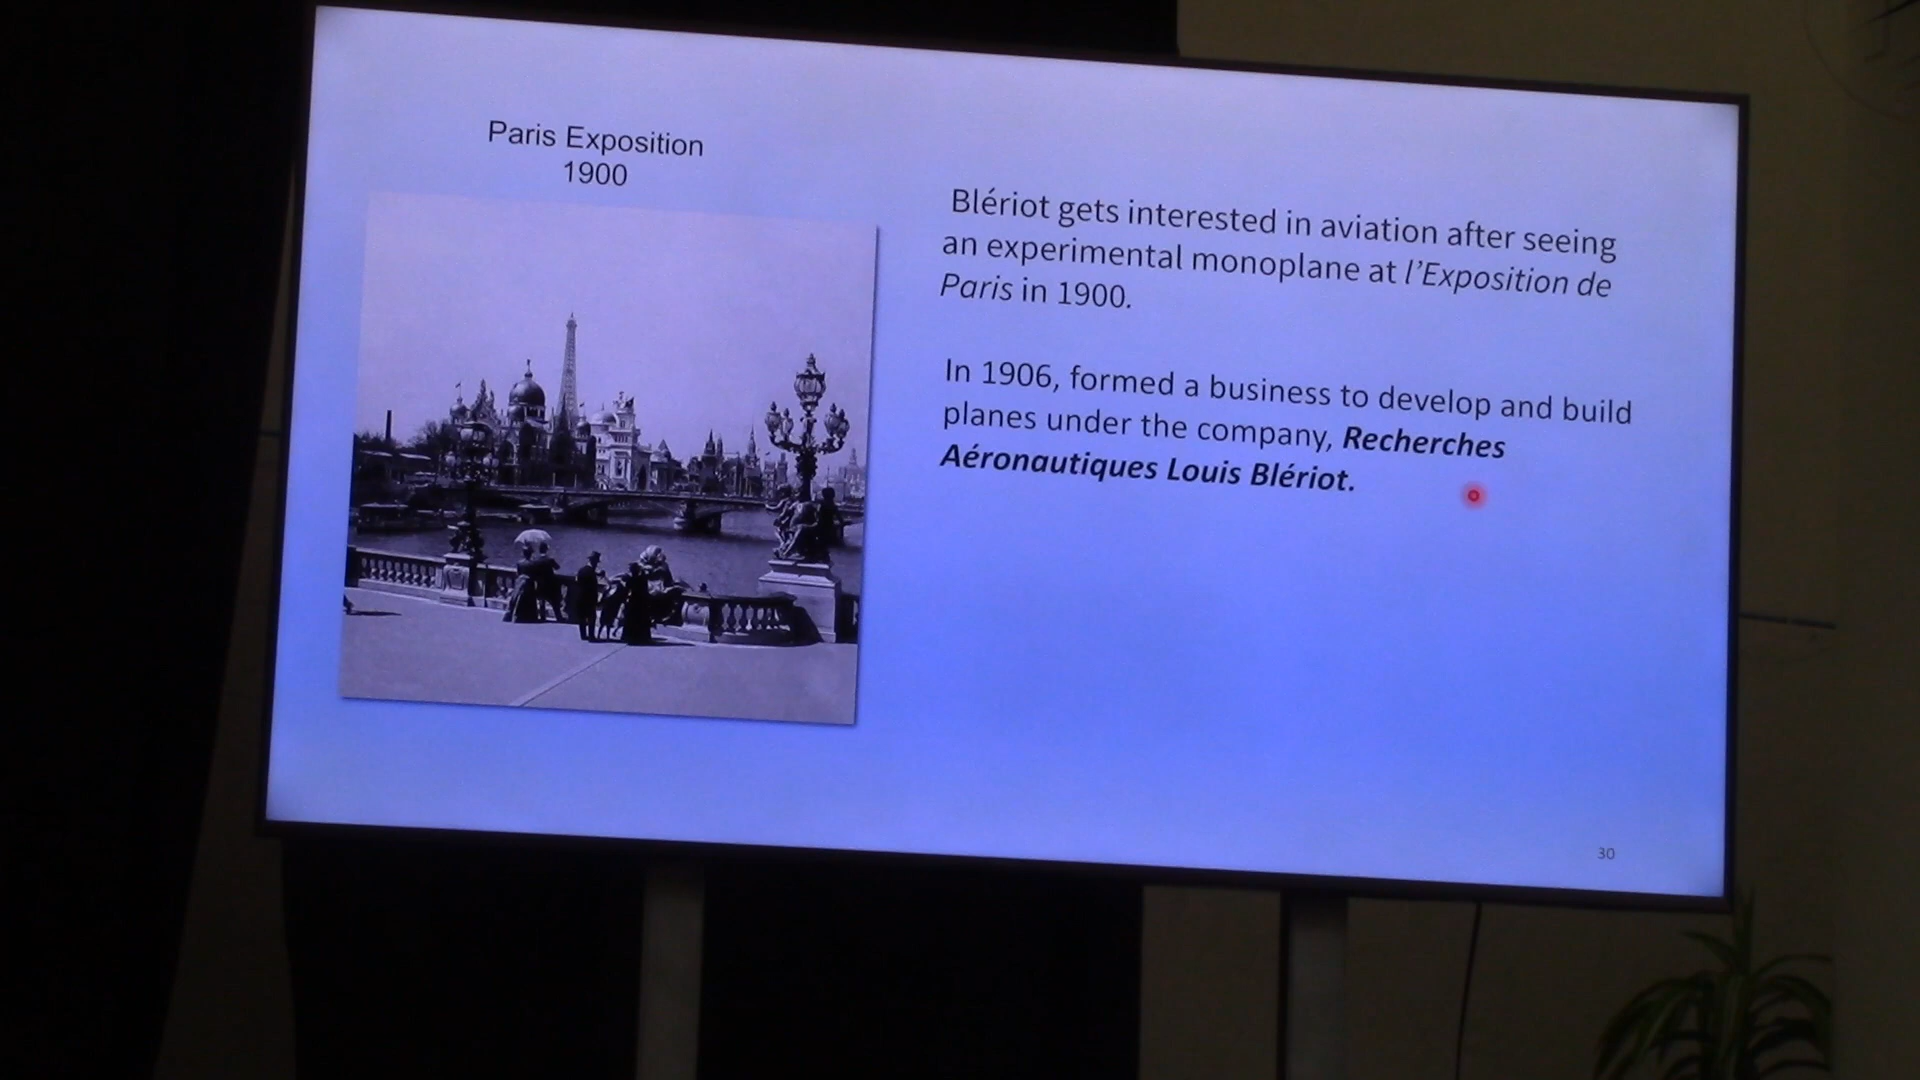 Paris Exposition
1900
Blériot gets interested in aviation after seeing
an experimental monoplane at l’Exposition de
Paris in 1900.
In 1906, formed a business to develop and build
planes under the company, Recherches
Aéronautiques Louis Blériot.
30